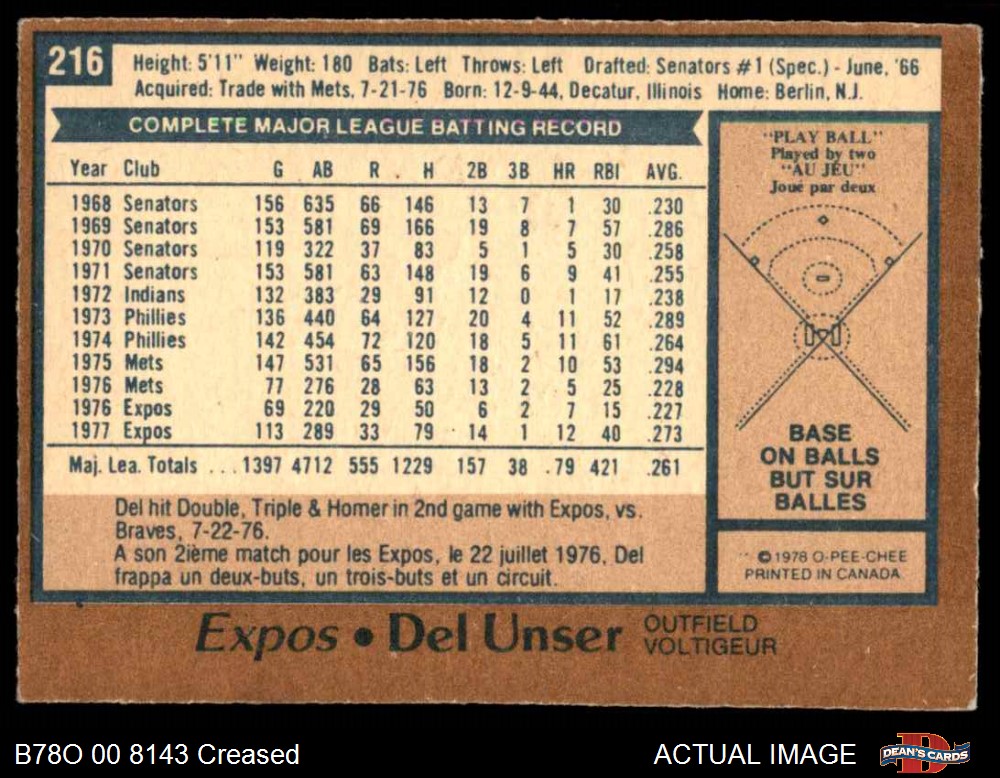 216
Height: 5'11" Weight: 180 Bats: Left Throws: Left Drafted: Senators #1 (Spec.) - June, '66
Acquired: Trade with Mets, 7-21-76 Born: 12-9-44, Decatur, Illinois Home: Berlin, N.J.
COMPLETE MAJOR LEAGUE BATTING RECORD
Year Club G AB R H 2B 3B HR RBI AVG.
1968 Senators 156 635 66 146 13 7 1 30 .230
1969 Senators 153 581 69 166 19 8 7 57 .286
1970 Senators 119 322 37 83 5 1 5 30 .258
1971 Senators 153 581 63 148 19 6 9 41 .255
1972 Indians 132 383 29 91 12 0 1 17 .238
1973 Phillies 136 440 64 127 20 4 11 52 .289
1974 Phillies 142 454 72 120 18 5 11 61 .264
1975 Mets 147 531 65 156 18 2 10 53 .294
1976 Mets 77 276 28 63 13 2 5 25 .228
1976 Expos 69 220 29 50 6 2 7 15 .227
1977 Expos 113 289 33 79 14 1 12 40 .273
Maj. Lea. Totals ...1397 4712 555 1229 157 38 .79 421 .261
Del hit Double, Triple & Homer in 2nd game with Expos, vs.
Braves, 7-22-76.
A son 2ième match pour les Expos, le 22 juillet 1976, Del
frappa un deux-buts, un trois-buts et un circuit.
"PLAY BALL"
Played by two
"AU JEU"
Joué par deux
BASE
ON BALLS
BUT SUR
BALLES
©1978 O-PEE-CHEE
PRINTED IN CANADA
Expos • Del Unser OUTFIELD
VOLTIGEUR
B78O 00 8143 Creased
ACTUAL IMAGE
DEAN'S CARDS